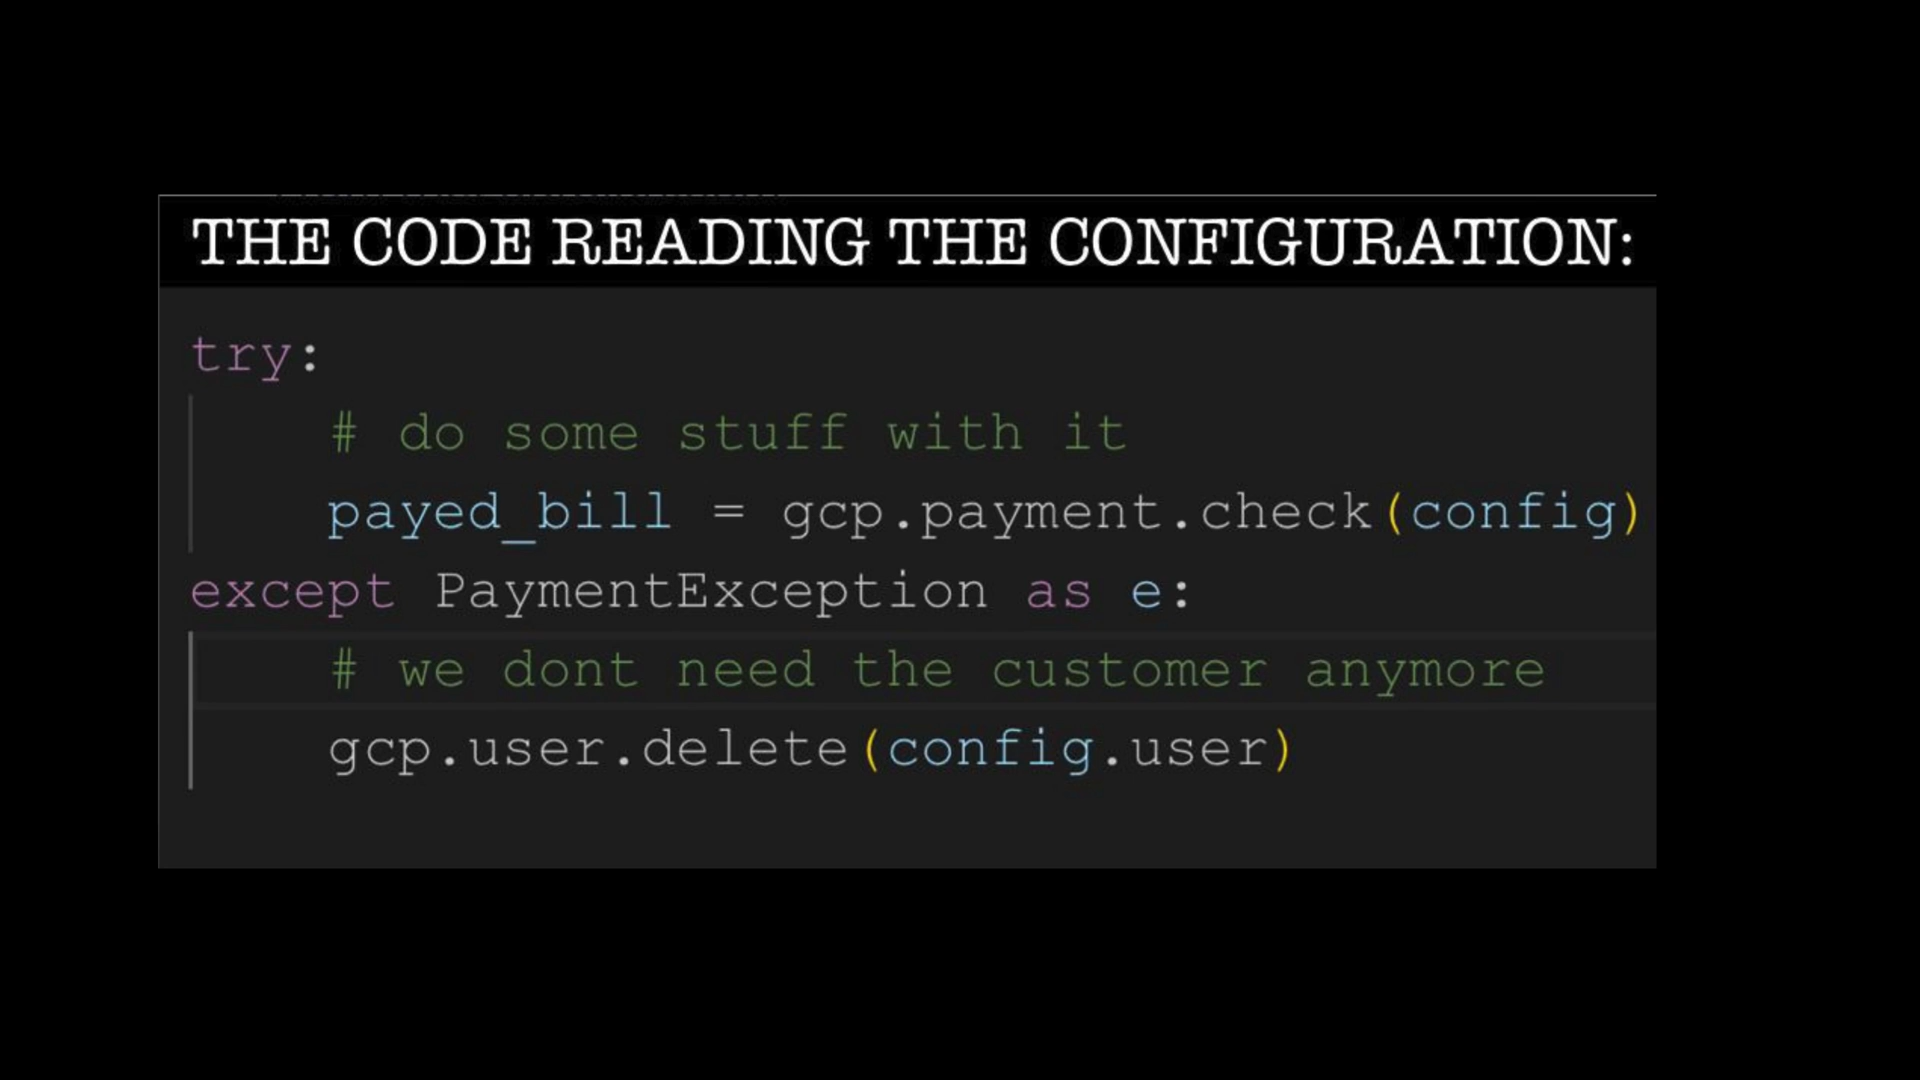 THE CODE READING THE CONFIGURATION:
try:
# do some stuff with it
payed_bill = gcp.payment.check(config)
except PaymentException as e:
# we dont need the customer anymore
gcp.user.delete(config.user)